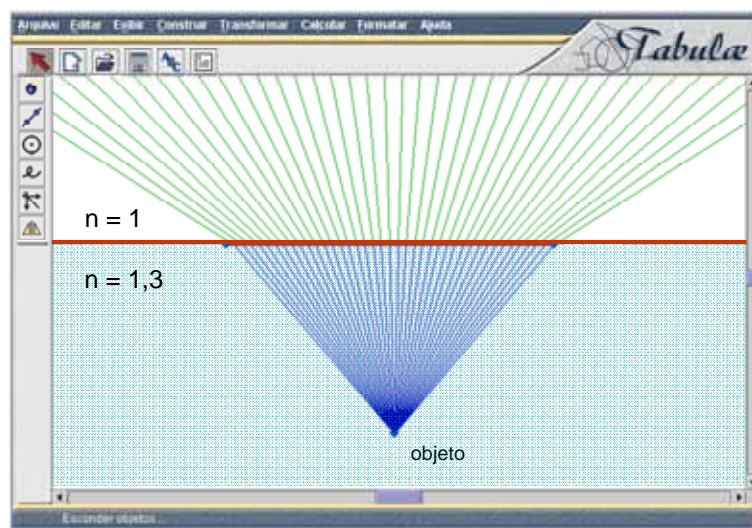 Arquivo Editar Exibir Construir Transformar Calcular Formatar Ajuda
Tabulæ
n = 1
n = 1,3
objeto
Esconder objetos...